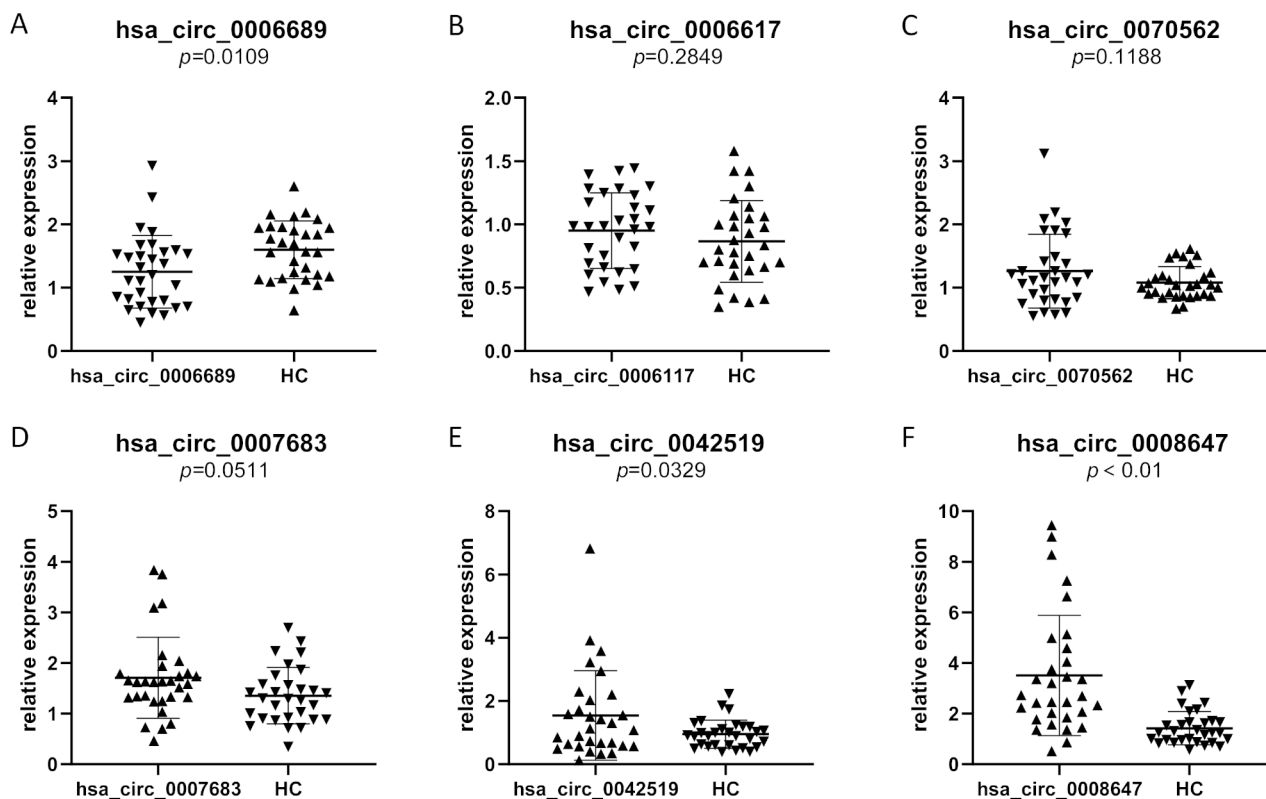 A
hsa_circ_0006689
p=0.0109
relative expression
4
3
2
1
0
hsa_circ_0006689
HC
B
hsa_circ_0006617
p=0.2849
relative expression
2.0
1.5
1.0
0.5
0.0
hsa_circ_0006117
HC
C
hsa_circ_0070562
p=0.1188
relative expression
4
3
2
1
0
hsa_circ_0070562
HC
D
hsa_circ_0007683
p=0.0511
relative expression
5
4
3
2
1
0
hsa_circ_0007683
HC
E
hsa_circ_0042519
p=0.0329
relative expression
8
6
4
2
0
hsa_circ_0042519
HC
F
hsa_circ_0008647
p < 0.01
relative expression
10
8
6
4
2
0
hsa_circ_0008647
HC